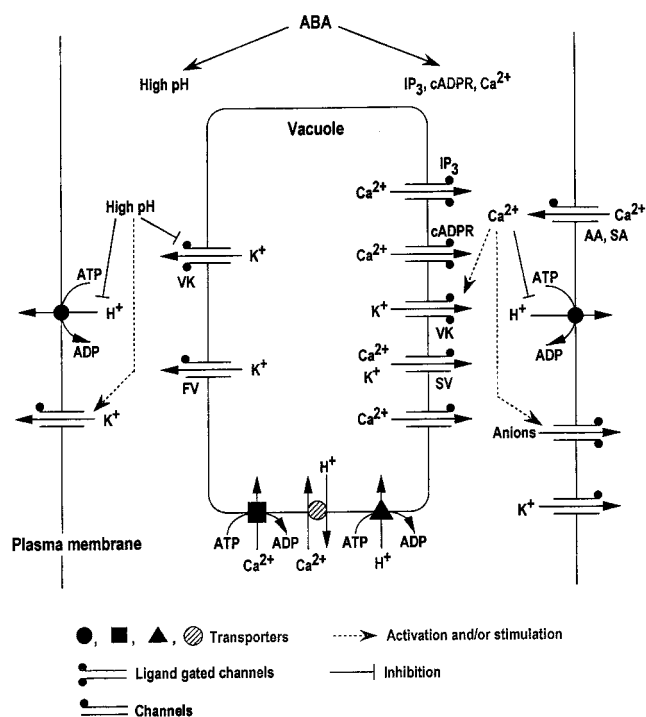 ABA
High pH
IP3, cADPR, Ca2+
Vacuole
IP3
Ca2+
High pH
Ca2+
Ca2+
cADPR
AA, SA
K+
Ca2+
VK
ATP
ATP
H+
K+
H+
VK
ADP
ADP
Ca2+
K+
K+
FV
SV
K+
Ca2+
Anions
H+
K+
Plasma membrane
ATP
ADP
ATP
ADP
Ca2+
Ca2+
H+
, , , Transporters
Activation and/or stimulation
Ligand gated channels
Inhibition
Channels